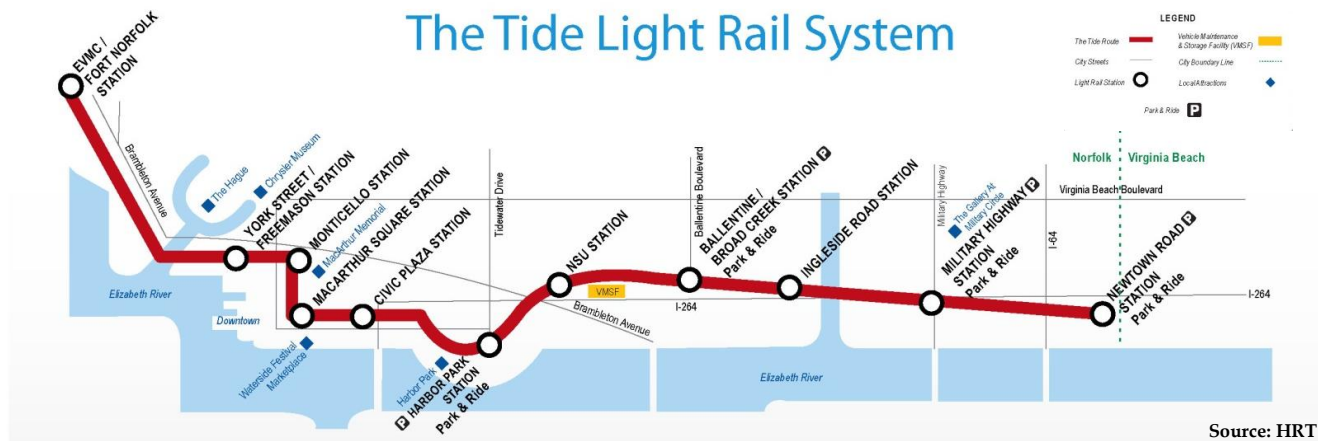 The Tide Light Rail System
LEGEND
The Tide Route
Vehicle Maintenance
& Storage Facility (VMSF)
City Streets
City Boundary Line
Light Rail Station
Local Attractions
Park & Ride P
EVMC /
FORT NORFOLK
STATION
Brambleton Avenue
The Hague
Chrysler Museum
YORK STREET /
FREEMASON STATION
MONTICELLO STATION
MacArthur Memorial
MACARTHUR SQUARE STATION
CIVIC PLAZA STATION
Tidewater Drive
NSU STATION
Ballentine Boulevard
BALLENTINE /
BROAD CREEK STATION P
Park & Ride
INGLESIDE ROAD STATION
Military Highway
The Gallery At
Military Circle
MILITARY HIGHWAY P
STATION
Park & Ride
I-64
Norfolk
Virginia Beach
Virginia Beach Boulevard
NEWTOWN ROAD P
STATION
Park & Ride
I-264
VMSF
I-264
Brambleton Avenue
Elizabeth River
Downtown
Waterside Festival
Marketplace
Harbor Park
P HARBOR PARK
STATION
Park & Ride
Elizabeth River
Source: HRT